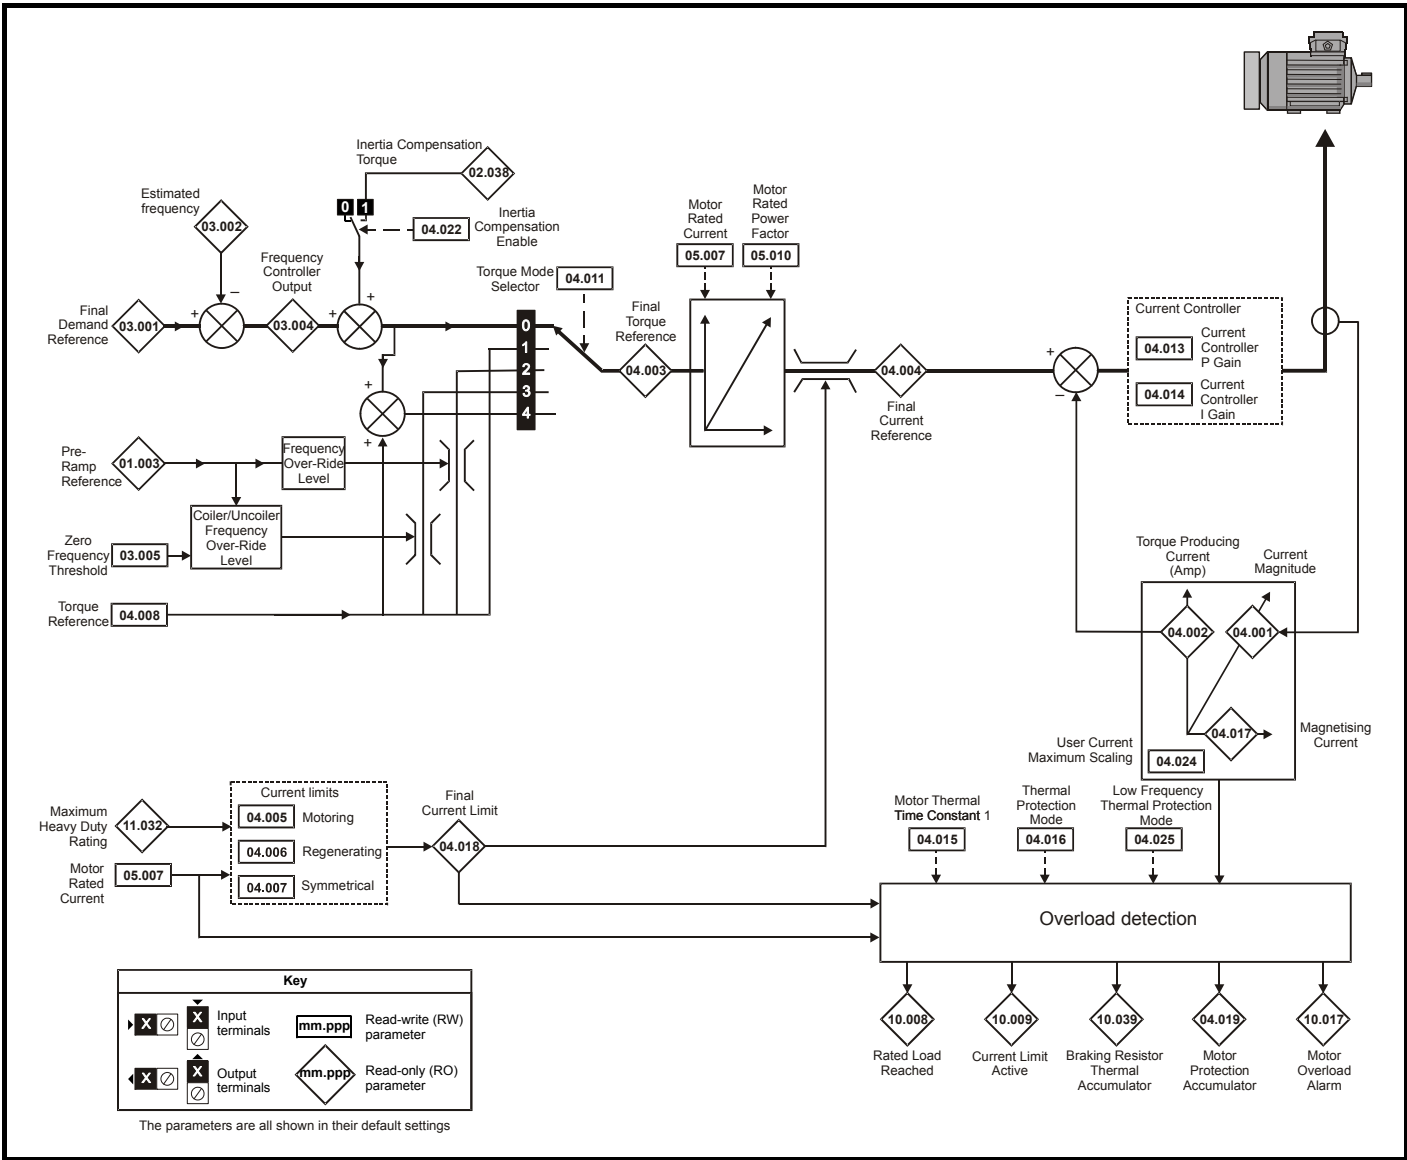 Inertia Compensation
Torque
02.038
0 1
04.022
Inertia
Compensation
Enable
Estimated
frequency
03.002
–
Frequency
Controller
Output
Final
Demand
Reference
03.001
+
03.004
+
+
Torque Mode
Selector
04.011
0
1
2
3
4
+
+
Final
Torque
Reference
04.003
Motor
Rated
Current
05.007
Motor
Rated
Power
Factor
05.010
04.004
Final
Current
Reference
+
–
Current Controller
04.013
Current
Controller
P Gain
04.014
Current
Controller
I Gain
Pre-
Ramp
Reference
01.003
Frequency
Over-Ride
Level
Coiler/Uncoiler
Frequency
Over-Ride
Level
Zero
Frequency
Threshold
03.005
Torque
Reference
04.008
Torque Producing
Current
(Amp)
Current
Magnitude
04.002
04.001
04.017
Magnetising
Current
User Current
Maximum Scaling
04.024
Maximum
Heavy Duty
Rating
11.032
Motor
Rated
Current
05.007
Current limits
04.005 Motoring
04.006 Regenerating
04.007 Symmetrical
Final
Current Limit
04.018
Motor Thermal
Time Constant 1
04.015
Thermal
Protection
Mode
04.016
Low Frequency
Thermal Protection
Mode
04.025
Overload detection
10.008
Rated Load
Reached
10.009
Current Limit
Active
10.039
Braking Resistor
Thermal
Accumulator
04.019
Motor
Protection
Accumulator
10.017
Motor
Overload
Alarm
Key
X
X
Input
terminals
mm.ppp
Read-write (RW)
parameter
X
X
Output
terminals
mm.ppp
Read-only (RO)
parameter
The parameters are all shown in their default settings